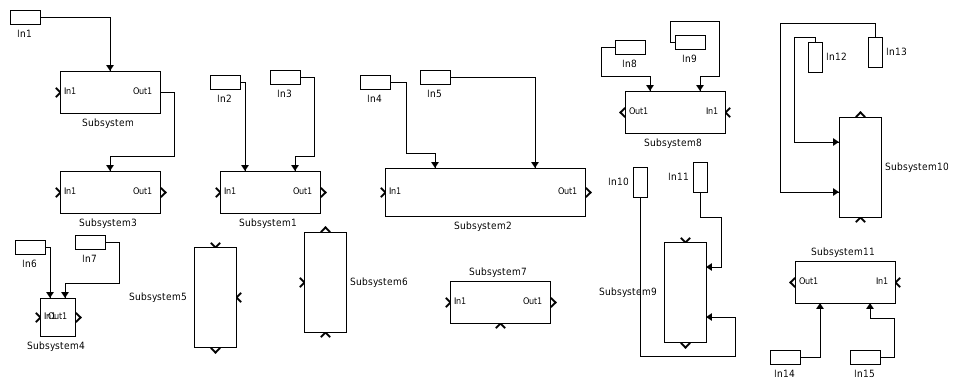 In1
In1 Out1
Subsystem
In1 Out1
Subsystem3
In2
In3
In1 Out1
Subsystem1
In4
In5
In1 Out1
Subsystem2
In8
In9
Out1 In1
Subsystem8
In12
In13
Subsystem10
In6
In7
In1 Out1
Subsystem4
Subsystem5
Subsystem6
Subsystem7
In1 Out1
In10
In11
Subsystem9
Subsystem11
Out1 In1
In14
In15